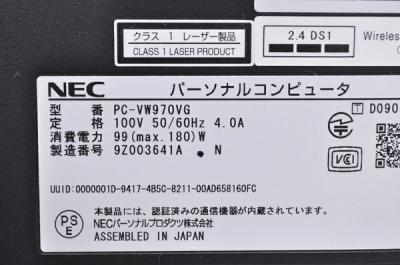 クラス 1 レーザー製品
CLASS 1 LASER PRODUCT
2.4 DS1
Wireless
NEC パーソナルコンピュータ
型 番 PC-VW970VG
定 格 100V 50/60Hz 4.0A
消費電力 99(max.180)W
製造番号 9Z003641A N
T D090
VCCI
UUID:0000001D-9417-4B5C-8211-00AD658160FC
PS E
本製品には、認証済みの通信機器が内蔵されています。
NECパーソナルプロダクツ株式会社
ASSEMBLED IN JAPAN